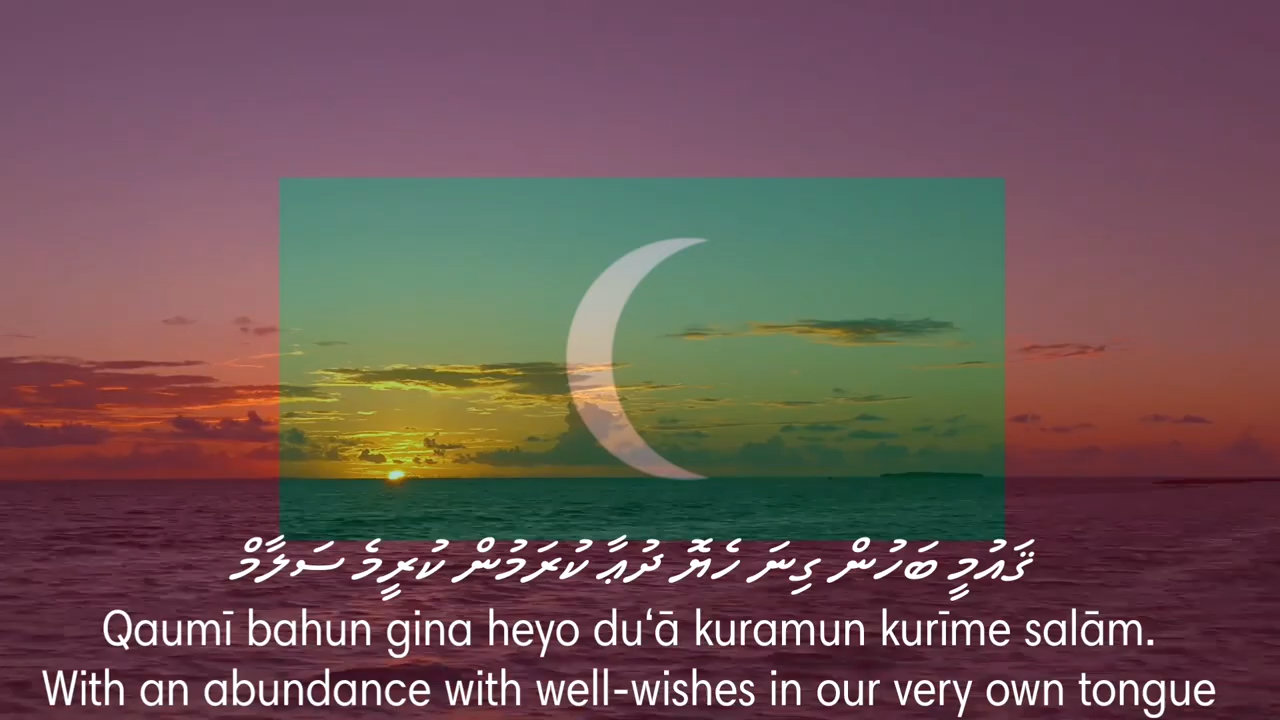 ޤައުމީ ބަހުން ގިނަ ހެޔޮ ދުޢާ ކުރަމުން ކުރީމެ ސަލާމް
Qaumī bahun gina heyo du‘ā kuramun kurīme salām.
With an abundance with well-wishes in our very own tongue